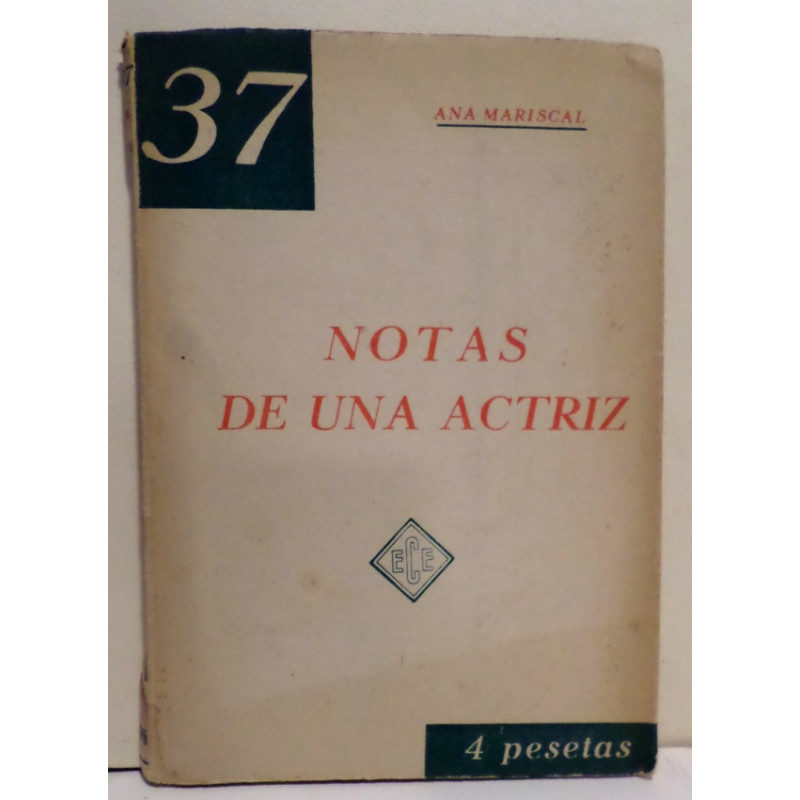 37
ANA MARISCAL
NOTAS
DE UNA ACTRIZ
ECE
4 pesetas